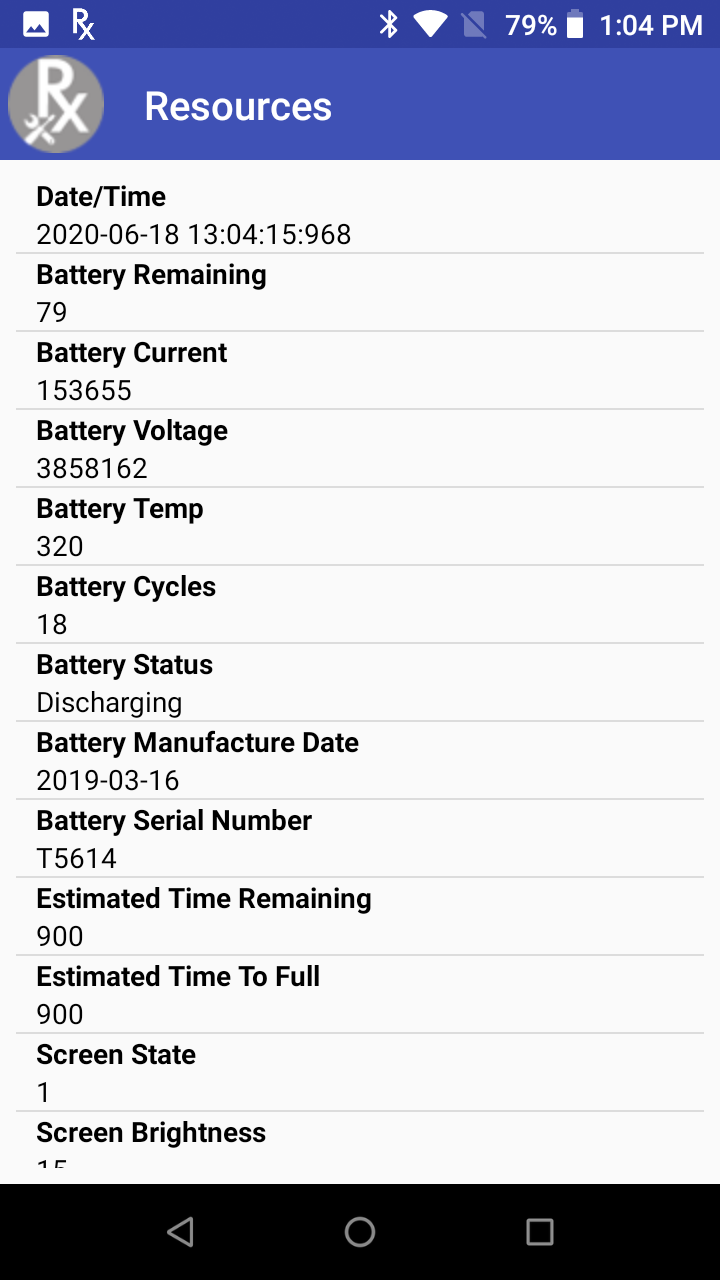 79% 1:04 PM
Rx Resources
Date/Time
2020-06-18 13:04:15:968
Battery Remaining
79
Battery Current
153655
Battery Voltage
3858162
Battery Temp
320
Battery Cycles
18
Battery Status
Discharging
Battery Manufacture Date
2019-03-16
Battery Serial Number
T5614
Estimated Time Remaining
900
Estimated Time To Full
900
Screen State
1
Screen Brightness